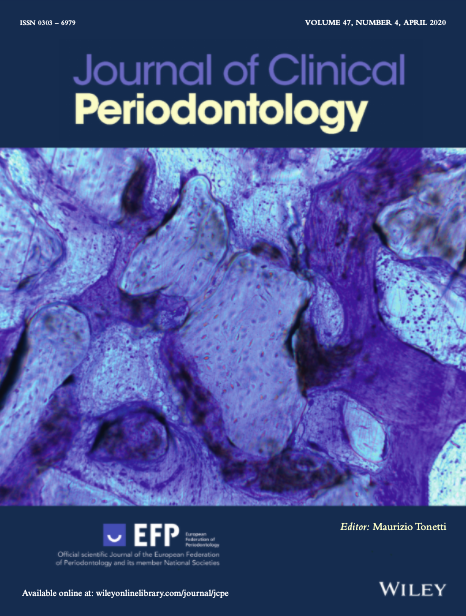 ISSN 0303 – 6979
VOLUME 47, NUMBER 4, APRIL 2020
Journal of Clinical
Periodontology
Editor: Maurizio Tonetti
EFP
European
Federation of
Periodontology
Official scientific Journal of the European Federation
of Periodontology and its member National Societies
Available online at: wileyonlinelibrary.com/journal/jcpe
WILEY